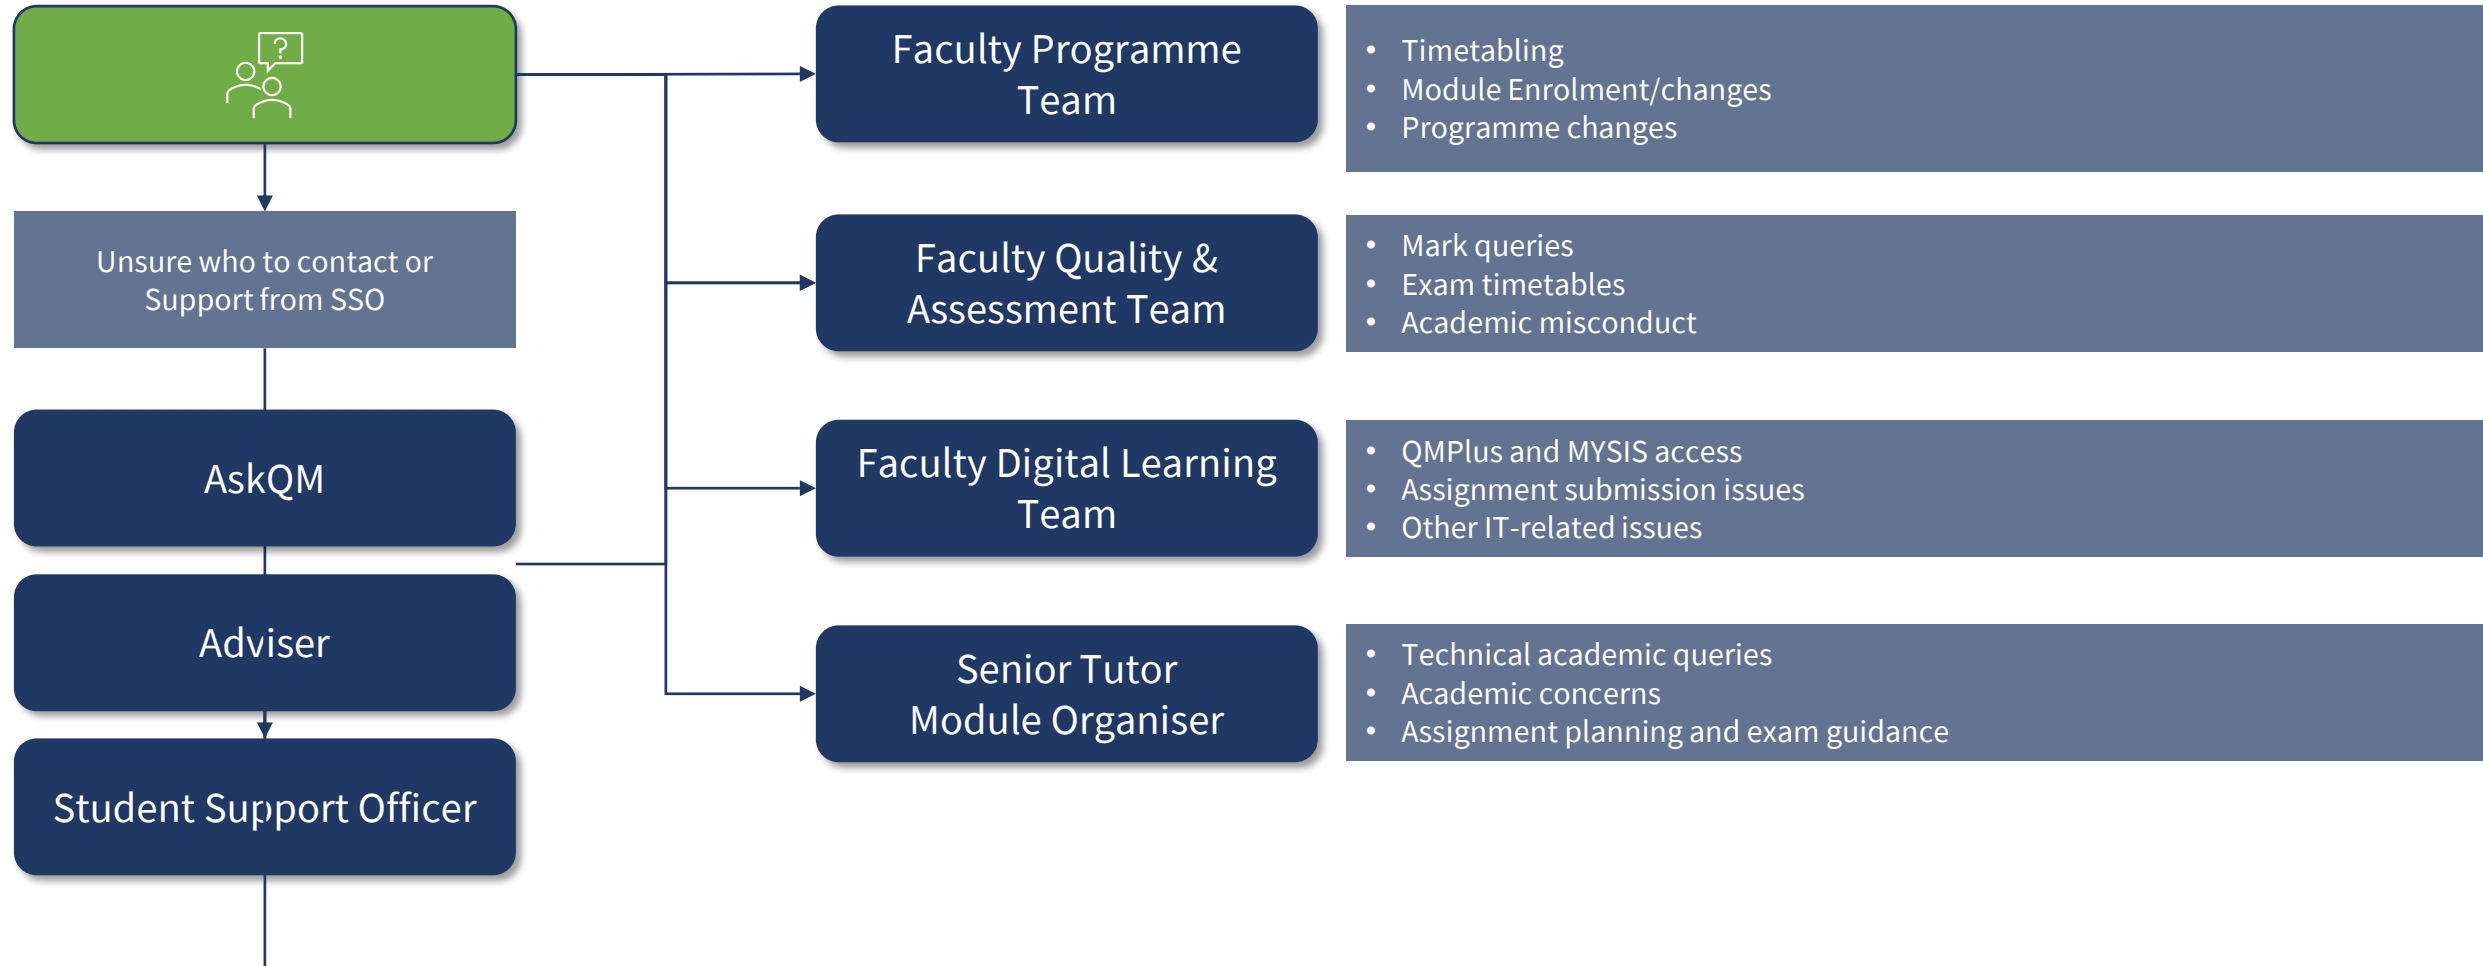 ?
Unsure who to contact or
Support from SSO
AskQM
Adviser
Student Support Officer
Faculty Programme
Team
• Timetabling
• Module Enrolment/changes
• Programme changes
Faculty Quality &
Assessment Team
• Mark queries
• Exam timetables
• Academic misconduct
Faculty Digital Learning
Team
• QMPlus and MYSIS access
• Assignment submission issues
• Other IT-related issues
Senior Tutor
Module Organiser
• Technical academic queries
• Academic concerns
• Assignment planning and exam guidance